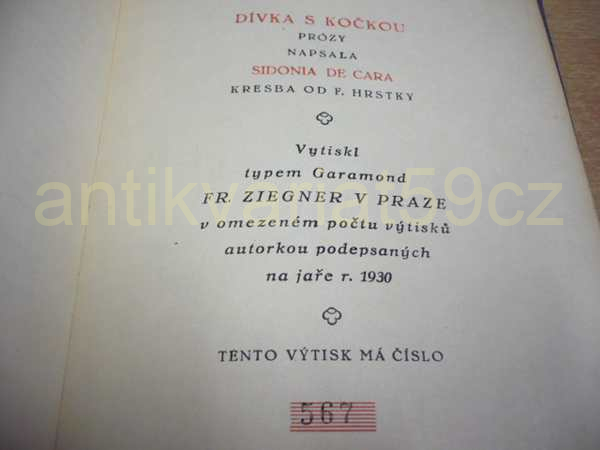 DÍVKA S KOČKOU
PRÓZY
NAPSALA
SIDONIA DE CARA
KRESBA OD F. HRSTKY
Vytiskl
typem Garamond
FR. ZIEGNER V PRAZE
antikvariat59cz
v omezeném počtu výtisků
autorkou podepsaných
na jaře r. 1930
TENTO VÝTISK MÁ ČÍSLO
567